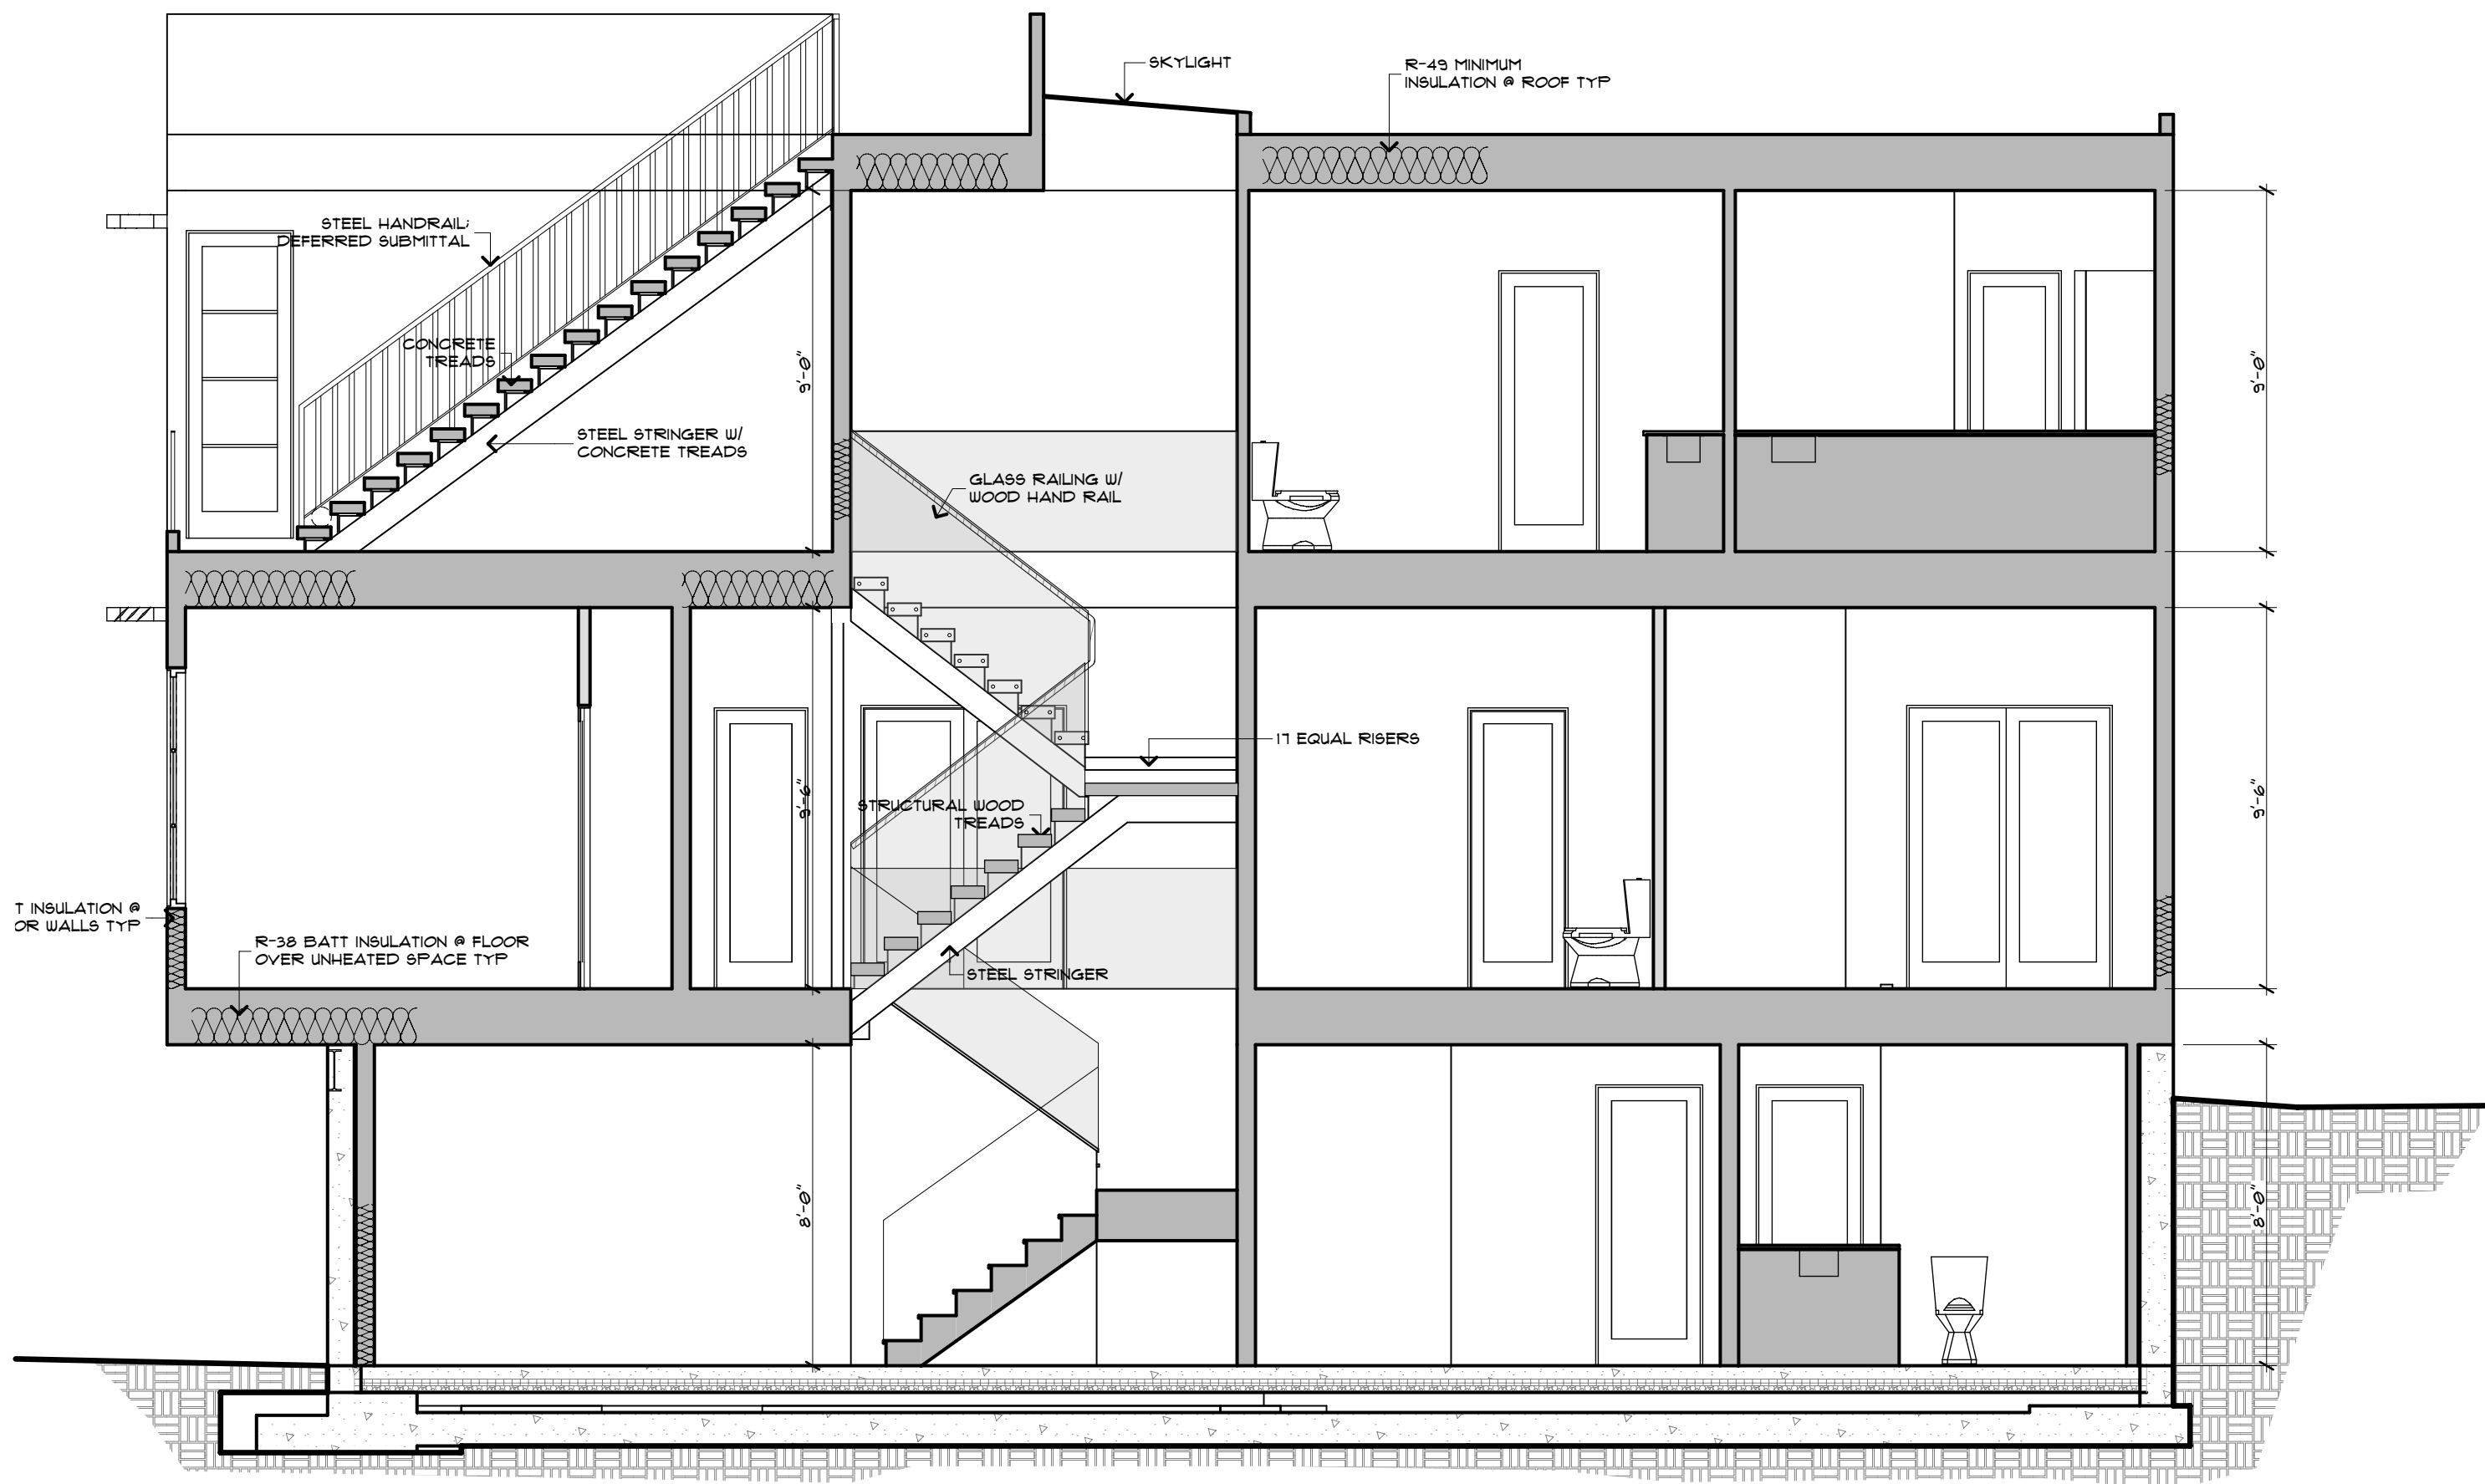 SKYLIGHT
R-49 MINIMUM
INSULATION @ ROOF TYP
STEEL HANDRAIL;
DEFERRED SUBMITTAL
CONCRETE
TREADS
9'-0"
9'-0"
STEEL STRINGER W/
CONCRETE TREADS
GLASS RAILING W/
WOOD HAND RAIL
17 EQUAL RISERS
9'-6"
9'-6"
STRUCTURAL WOOD
TREADS
T INSULATION @
OR WALLS TYP
R-38 BATT INSULATION @ FLOOR
OVER UNHEATED SPACE TYP
STEEL STRINGER
8'-0"
8'-0"